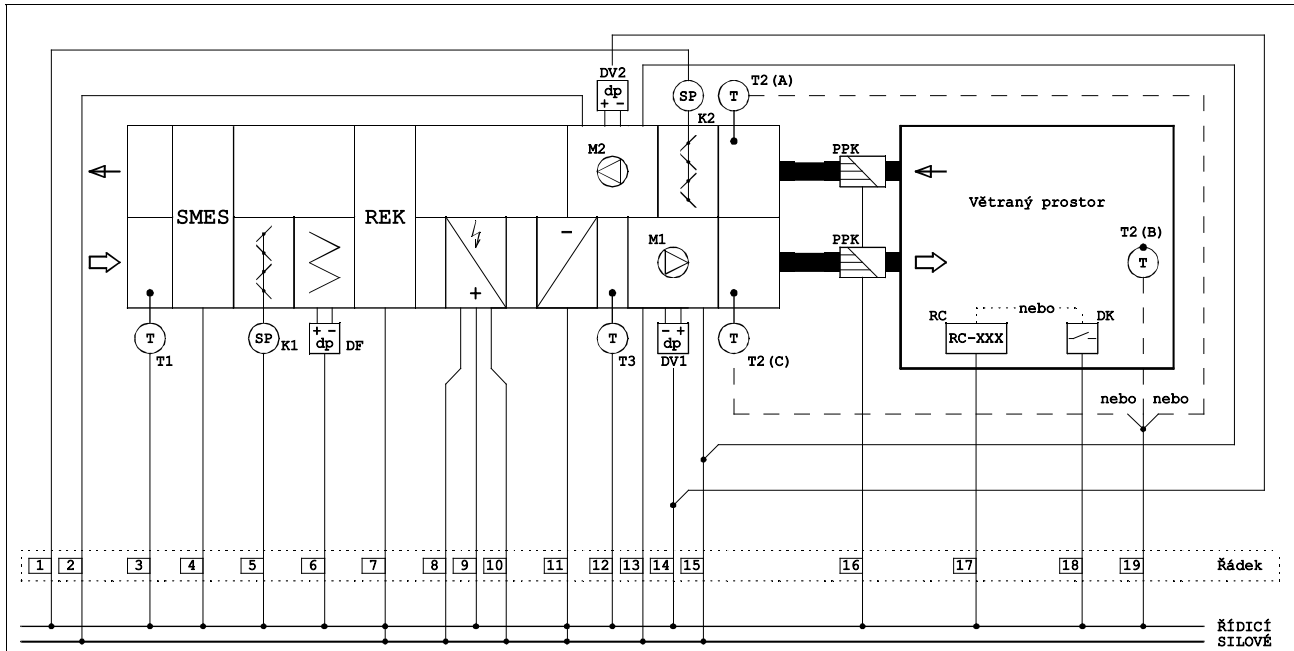 DV2
dp
+ -
SP
T
T2(A)
K2
M2
PPK
Větraný prostor
SMES
REK
M1
PPK
T2(B)
T
-
+
nebo
RC
DK
RC-XXX
T
T1
SP
K1
+ -
dp
DF
T
T3
- +
dp
DV1
T
T2(C)
nebo nebo
1 2 3 4 5 6 7 8 9 10 11 12 13 14 15 16 17 18 19 Řádek
ŘÍDICÍ
SILOVÉ